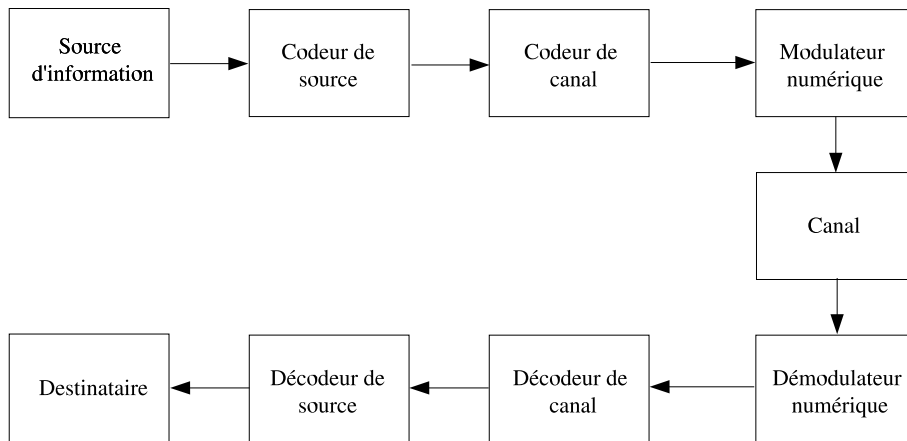 Source
d'information
Codeur de
source
Codeur de
canal
Modulateur
numérique
Canal
Destinataire
Décodeur de
source
Décodeur de
canal
Démodulateur
numérique